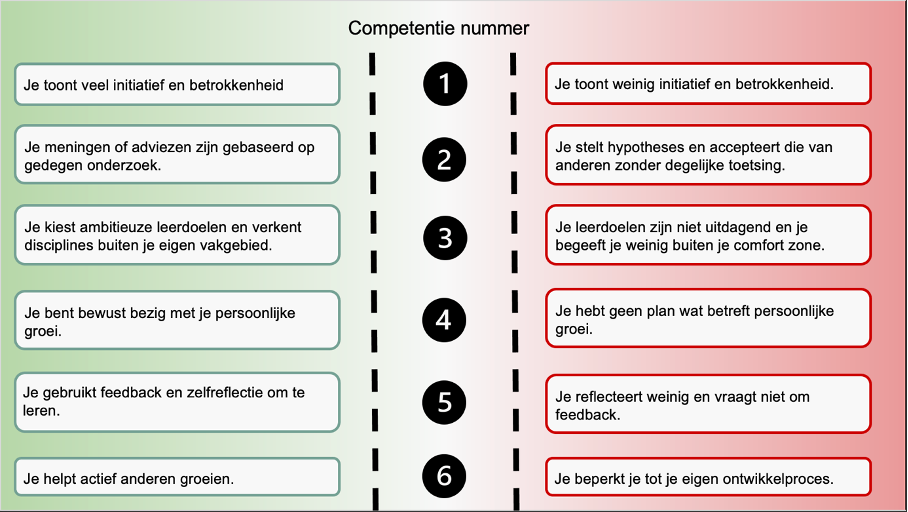 Competentie nummer
Je toont veel initiatief en betrokkenheid
1
Je toont weinig initiatief en betrokkenheid.
Je meningen of adviezen zijn gebaseerd op
gedegen onderzoek.
2
Je stelt hypotheses en accepteert die van
anderen zonder degelijke toetsing.
Je kiest ambitieuze leerdoelen en verkent
disciplines buiten je eigen vakgebied.
3
Je leerdoelen zijn niet uitdagend en je
begeeft je weinig buiten je comfort zone.
Je bent bewust bezig met je persoonlijke
groei.
4
Je hebt geen plan wat betreft persoonlijke
groei.
Je gebruikt feedback en zelfreflectie om te
leren.
5
Je reflecteert weinig en vraagt niet om
feedback.
Je helpt actief anderen groeien.
6
Je beperkt je tot je eigen ontwikkelproces.